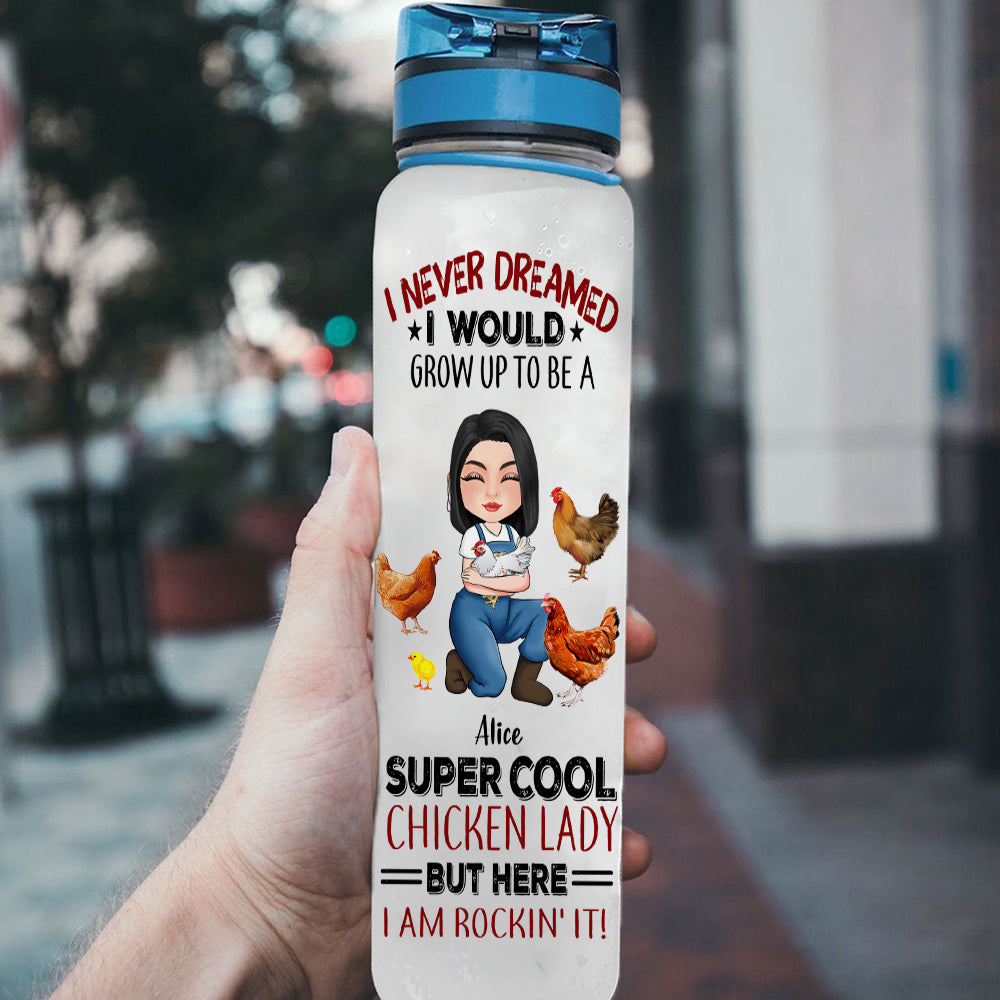 I NEVER DREAMED
I WOULD
GROW UP TO BE A
Alice
SUPER COOL
CHICKEN LADY
BUT HERE
I AM ROCKIN' IT!